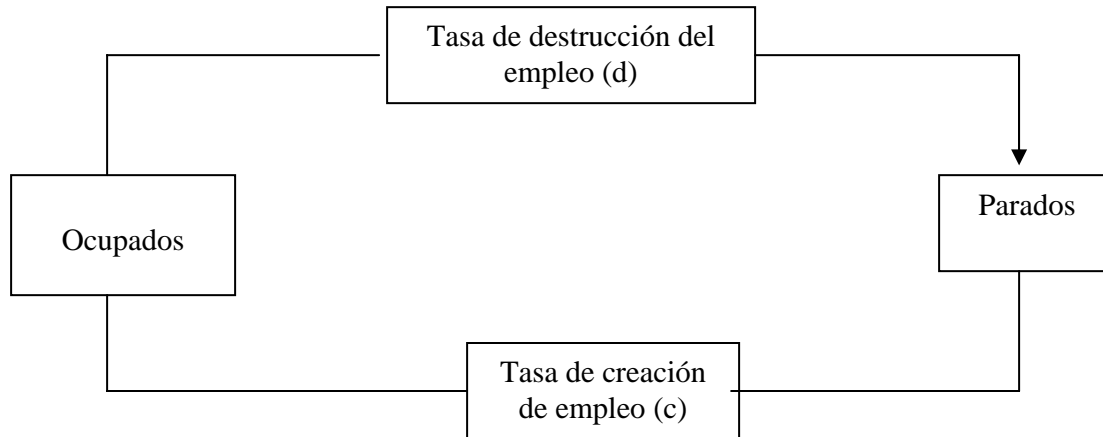 Tasa de destrucción del
empleo (d)
Ocupados
Parados
Tasa de creación
de empleo (c)